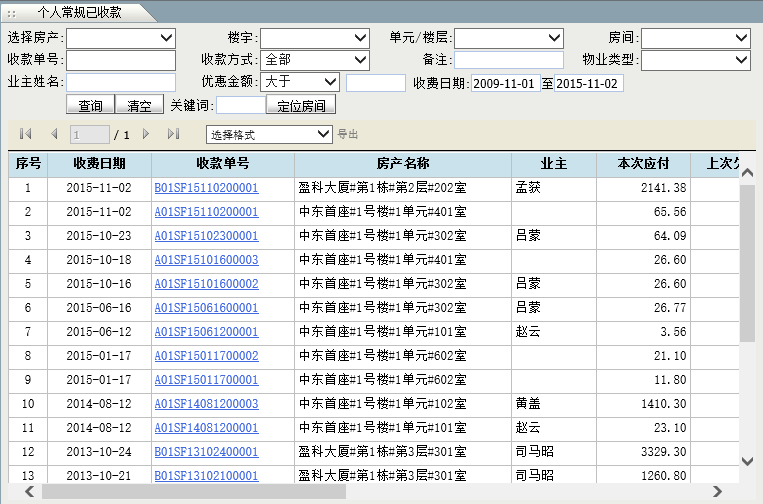 个人常规已收款
选择房产: 楼宇: 单元/楼层: 房间:
收款单号: 收款方式: 全部 备注: 物业类型:
业主姓名: 优惠金额: 大于 收费日期: 2009-11-01 至 2015-11-02
查询 清空 关键词: 定位房间
1 / 1 选择格式 导出
序号 收费日期 收款单号 房产名称 业主 本次应付 上次欠
1 2015-11-02 B01SF15110200001 盈科大厦#第1栋#第2层#202室 孟获 2141.38
2 2015-11-02 A01SF15110200001 中东首座#1号楼#1单元#401室 65.56
3 2015-10-23 A01SF15102300001 中东首座#1号楼#1单元#302室 吕蒙 64.09
4 2015-10-18 A01SF15101600003 中东首座#1号楼#1单元#401室 26.60
5 2015-10-16 A01SF15101600002 中东首座#1号楼#1单元#302室 吕蒙 26.60
6 2015-06-16 A01SF15061600001 中东首座#1号楼#1单元#302室 吕蒙 26.77
7 2015-06-12 A01SF15061200001 中东首座#1号楼#1单元#101室 赵云 3.56
8 2015-01-17 A01SF15011700002 中东首座#1号楼#1单元#602室 21.10
9 2015-01-17 A01SF15011700001 中东首座#1号楼#1单元#602室 11.80
10 2014-08-12 A01SF14081200003 中东首座#1号楼#1单元#102室 黄盖 1410.30
11 2014-08-12 A01SF14081200001 中东首座#1号楼#1单元#101室 赵云 23.10
12 2013-10-24 B01SF13102400001 盈科大厦#第1栋#第3层#301室 司马昭 3329.30
13 2013-10-21 B01SF13102100001 盈科大厦#第1栋#第3层#301室 司马昭 1260.80